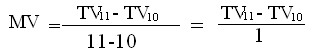 MV = TV11 - TV10 / 11-10 = TV11 - TV10 / 1